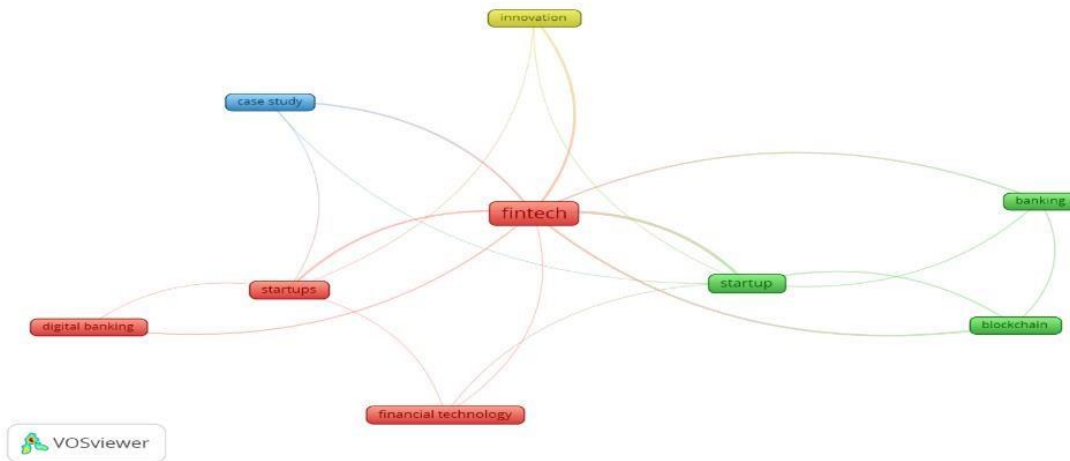 innovation
case study
fintech
banking
startup
startups
digital banking
blockchain
financial technology
VOSviewer